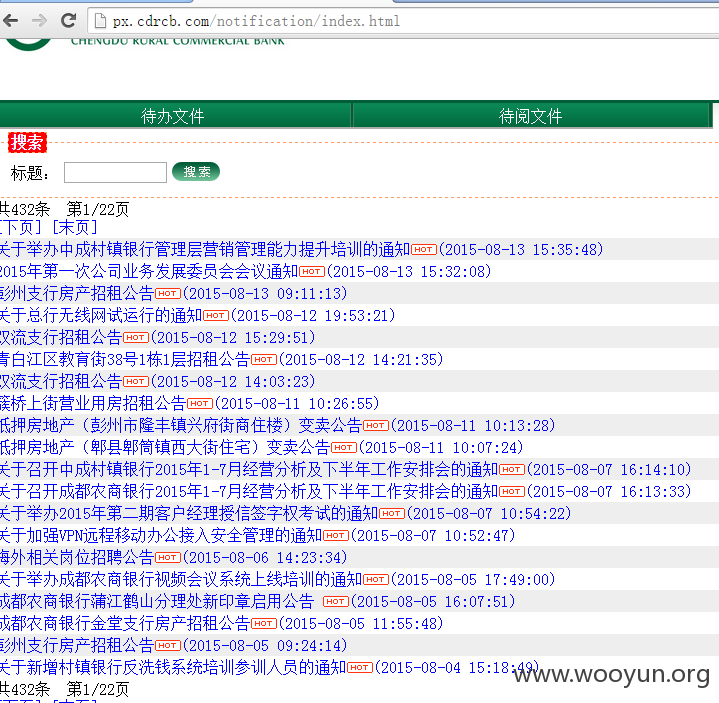 px.cdrcb.com/notification/index.html
CHENGDU RURAL COMMERCIAL BANK
待办文件 待阅文件
搜索
标题： 搜索
共432条 第1/22页
[下页] [末页]
关于举办中成村镇银行管理层营销管理能力提升培训的通知HOT(2015-08-13 15:35:48)
2015年第一次公司业务发展委员会会议通知HOT(2015-08-13 15:32:08)
彭州支行房产招租公告HOT(2015-08-13 09:11:13)
关于总行无线网试运行的通知HOT(2015-08-12 19:53:21)
双流支行招租公告HOT(2015-08-12 15:29:51)
青白江区教育街38号1栋1层招租公告HOT(2015-08-12 14:21:35)
双流支行招租公告HOT(2015-08-12 14:03:23)
簇桥上街营业用房招租公告HOT(2015-08-11 10:26:55)
抵押房地产（彭州市隆丰镇兴府街商住楼）变卖公告HOT(2015-08-11 10:13:28)
抵押房地产（郫县郫筒镇西大街住宅）变卖公告HOT(2015-08-11 10:07:24)
关于召开中成村镇银行2015年1-7月经营分析及下半年工作安排会的通知HOT(2015-08-07 16:14:10)
关于召开成都农商银行2015年1-7月经营分析及下半年工作安排会的通知HOT(2015-08-07 16:13:33)
关于举办2015年第二期客户经理授信签字权考试的通知HOT(2015-08-07 10:54:22)
关于加强VPN远程移动办公接入安全管理的通知HOT(2015-08-07 10:52:47)
海外相关岗位招聘公告HOT(2015-08-06 14:23:34)
关于举办成都农商银行视频会议系统上线培训的通知HOT(2015-08-05 17:49:00)
成都农商银行蒲江鹤山分理处新印章启用公告 HOT(2015-08-05 16:07:51)
成都农商银行金堂支行房产招租公告HOT(2015-08-05 11:55:48)
彭州支行房产招租公告HOT(2015-08-05 09:24:14)
关于新增村镇银行反洗钱系统培训参训人员的通知HOT(2015-08-04 15:18:49)
www.wooyun.org
共432条 第1/22页